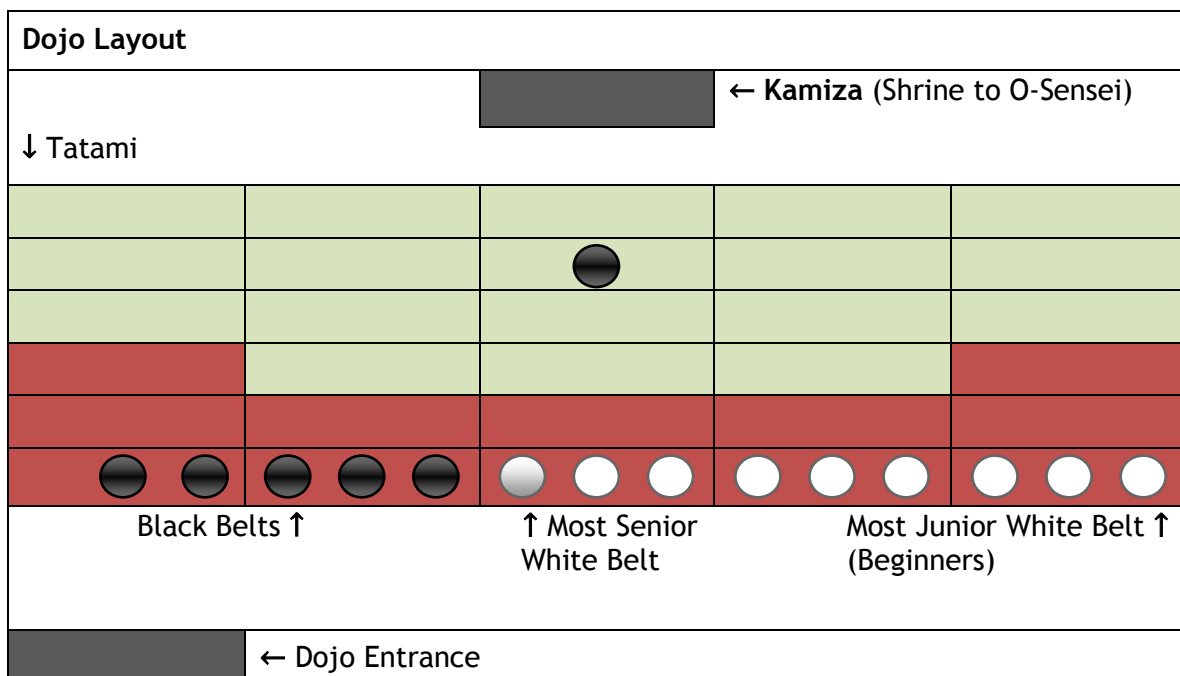 Dojo Layout
← Kamiza (Shrine to O-Sensei)
↓ Tatami
Black Belts ↑
↑ Most Senior
White Belt
Most Junior White Belt ↑
(Beginners)
← Dojo Entrance